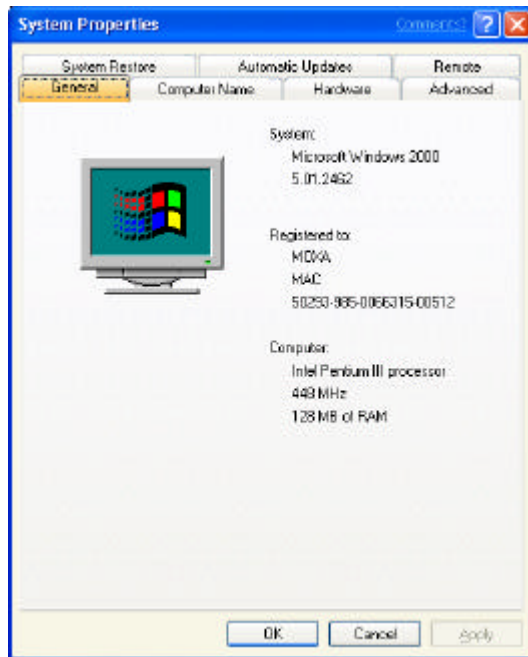 System Properties
Comments?
System Restore Automatic Updates Remote
General Computer Name Hardware Advanced
System:
Microsoft Windows 2000
5.01.2462
Registered to:
MOXA
MAC
50293-985-0066315-00512
Computer:
Intel Pentium III processor
448 MHz
128 MB of RAM
OK Cancel Apply